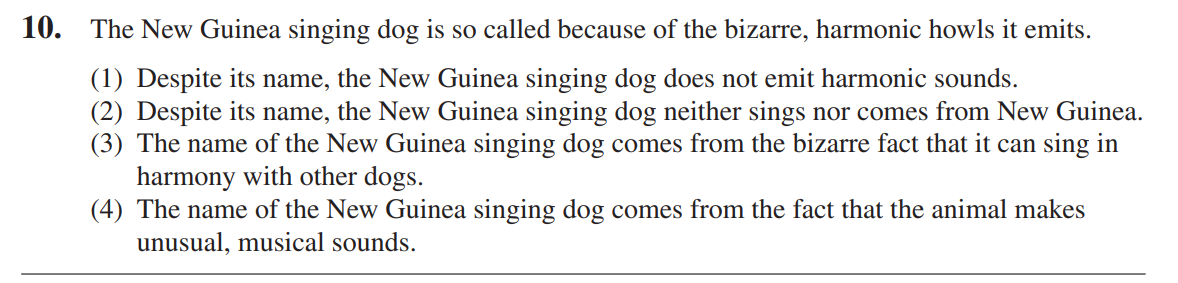 10. The New Guinea singing dog is so called because of the bizarre, harmonic howls it emits.
(1) Despite its name, the New Guinea singing dog does not emit harmonic sounds.
(2) Despite its name, the New Guinea singing dog neither sings nor comes from New Guinea.
(3) The name of the New Guinea singing dog comes from the bizarre fact that it can sing in
harmony with other dogs.
(4) The name of the New Guinea singing dog comes from the fact that the animal makes
unusual, musical sounds.